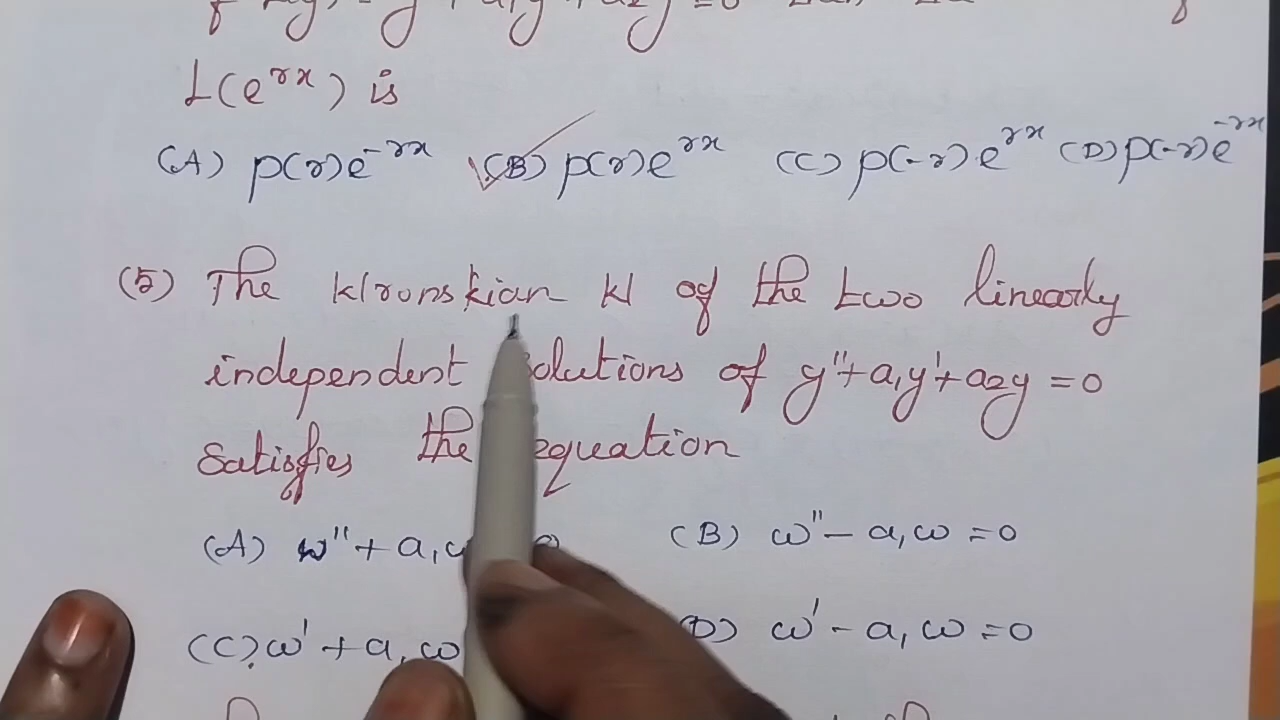 L(e^{rx}) is
(A) p(r)e^{-rx} (B) p(r)e^{rx} (C) p(-r)e^{rx} (D) p(-r)e^{-rx}
(5) The Wronskian W of the two linearly
independent solutions of y''+a₁y'+a₂y=0
satisfies the equation
(A) w''+a₁ (B) w''-a₁w=0
(C) w'+a₁w (D) w'-a₁w=0